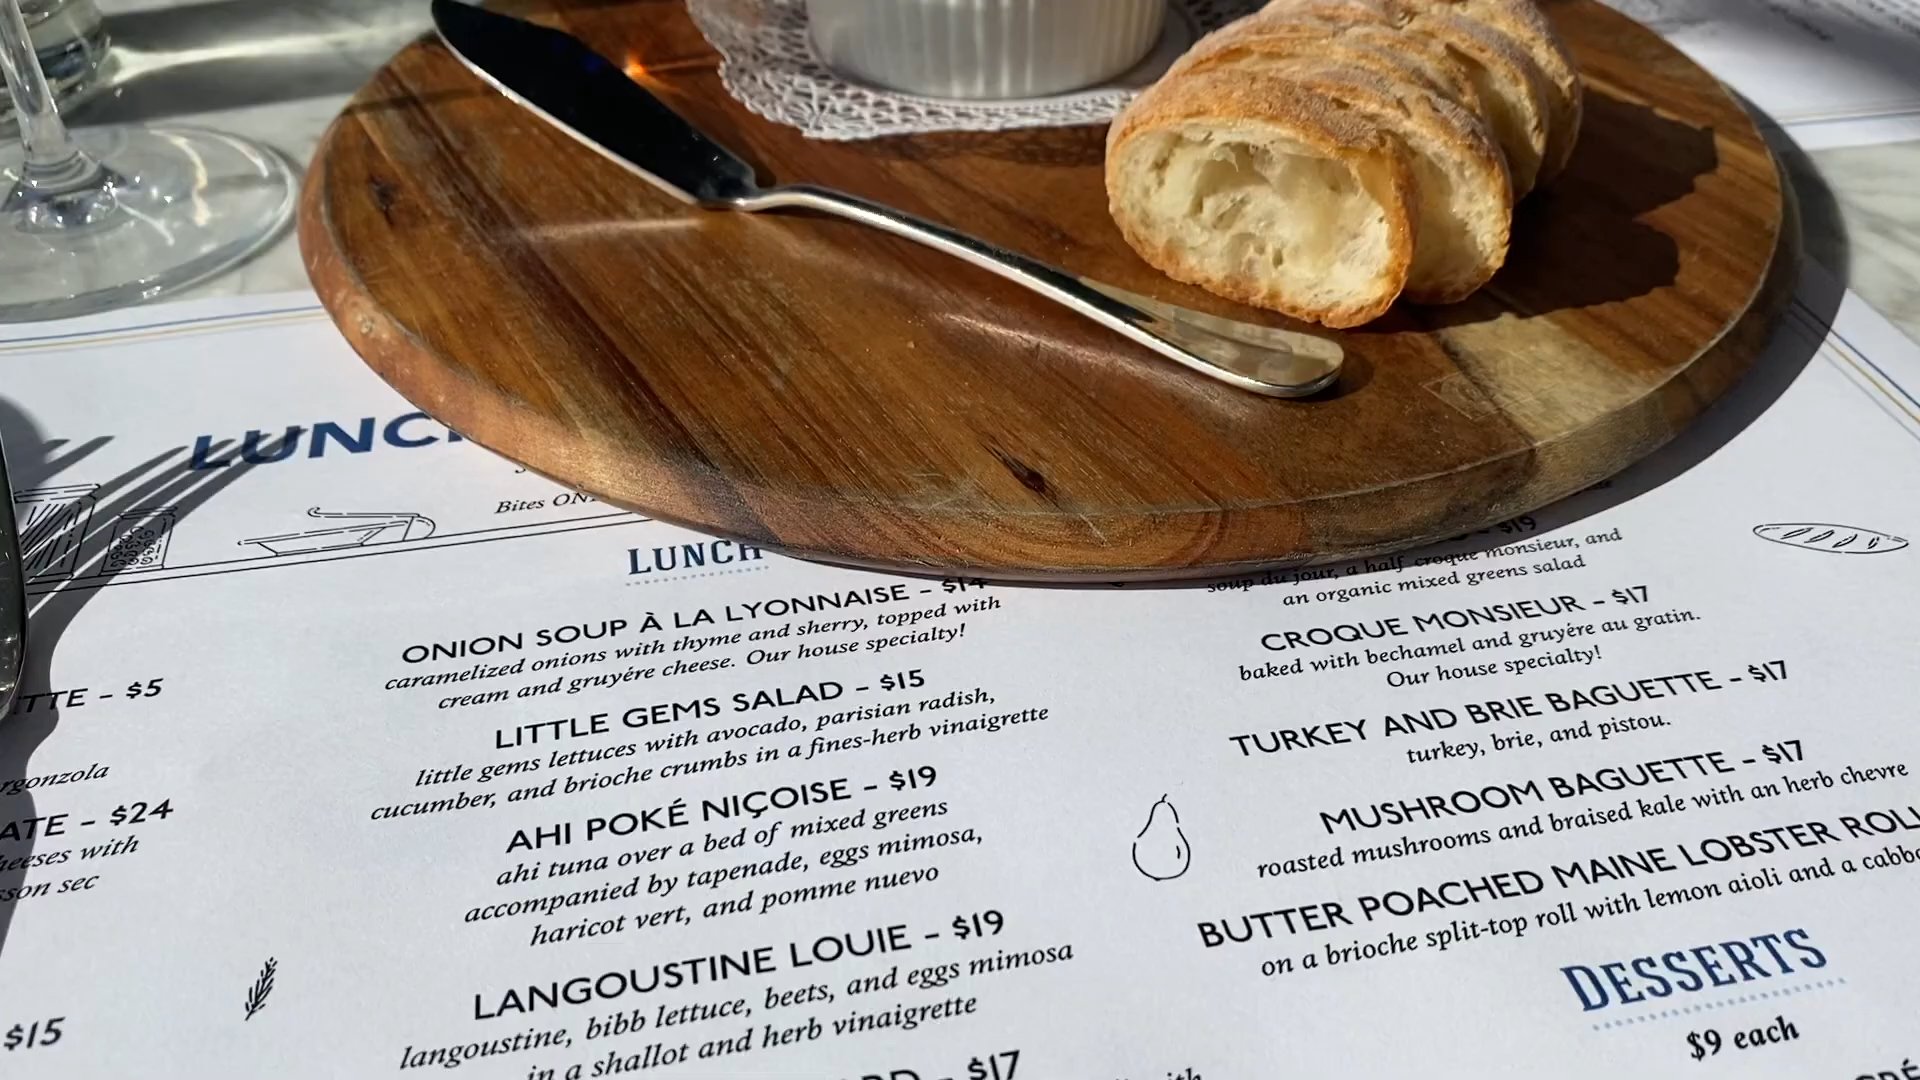 LUNCH
Bites
LUNCH
ONION SOUP À LA LYONNAISE – $14
caramelized onions with thyme and sherry, topped with
cream and gruyére cheese. Our house specialty!
LITTLE GEMS SALAD – $15
little gems lettuces with avocado, parisian radish,
cucumber, and brioche crumbs in a fines-herb vinaigrette
AHI POKÉ NIÇOISE – $19
ahi tuna over a bed of mixed greens
accompanied by tapenade, eggs mimosa,
haricot vert, and pomme nuevo
LANGOUSTINE LOUIE – $19
langoustine, bibb lettuce, beets, and eggs mimosa
in a shallot and herb vinaigrette
– $17
– $5
– $24
with
sec
$15
$19
soup du jour, a half croque monsieur, and
an organic mixed greens salad
CROQUE MONSIEUR – $17
baked with bechamel and gruyére au gratin.
Our house specialty!
TURKEY AND BRIE BAGUETTE – $17
turkey, brie, and pistou.
MUSHROOM BAGUETTE – $17
roasted mushrooms and braised kale with an herb chevre
BUTTER POACHED MAINE LOBSTER ROLL
on a brioche split-top roll with lemon aioli and a
DESSERTS
$9 each
with